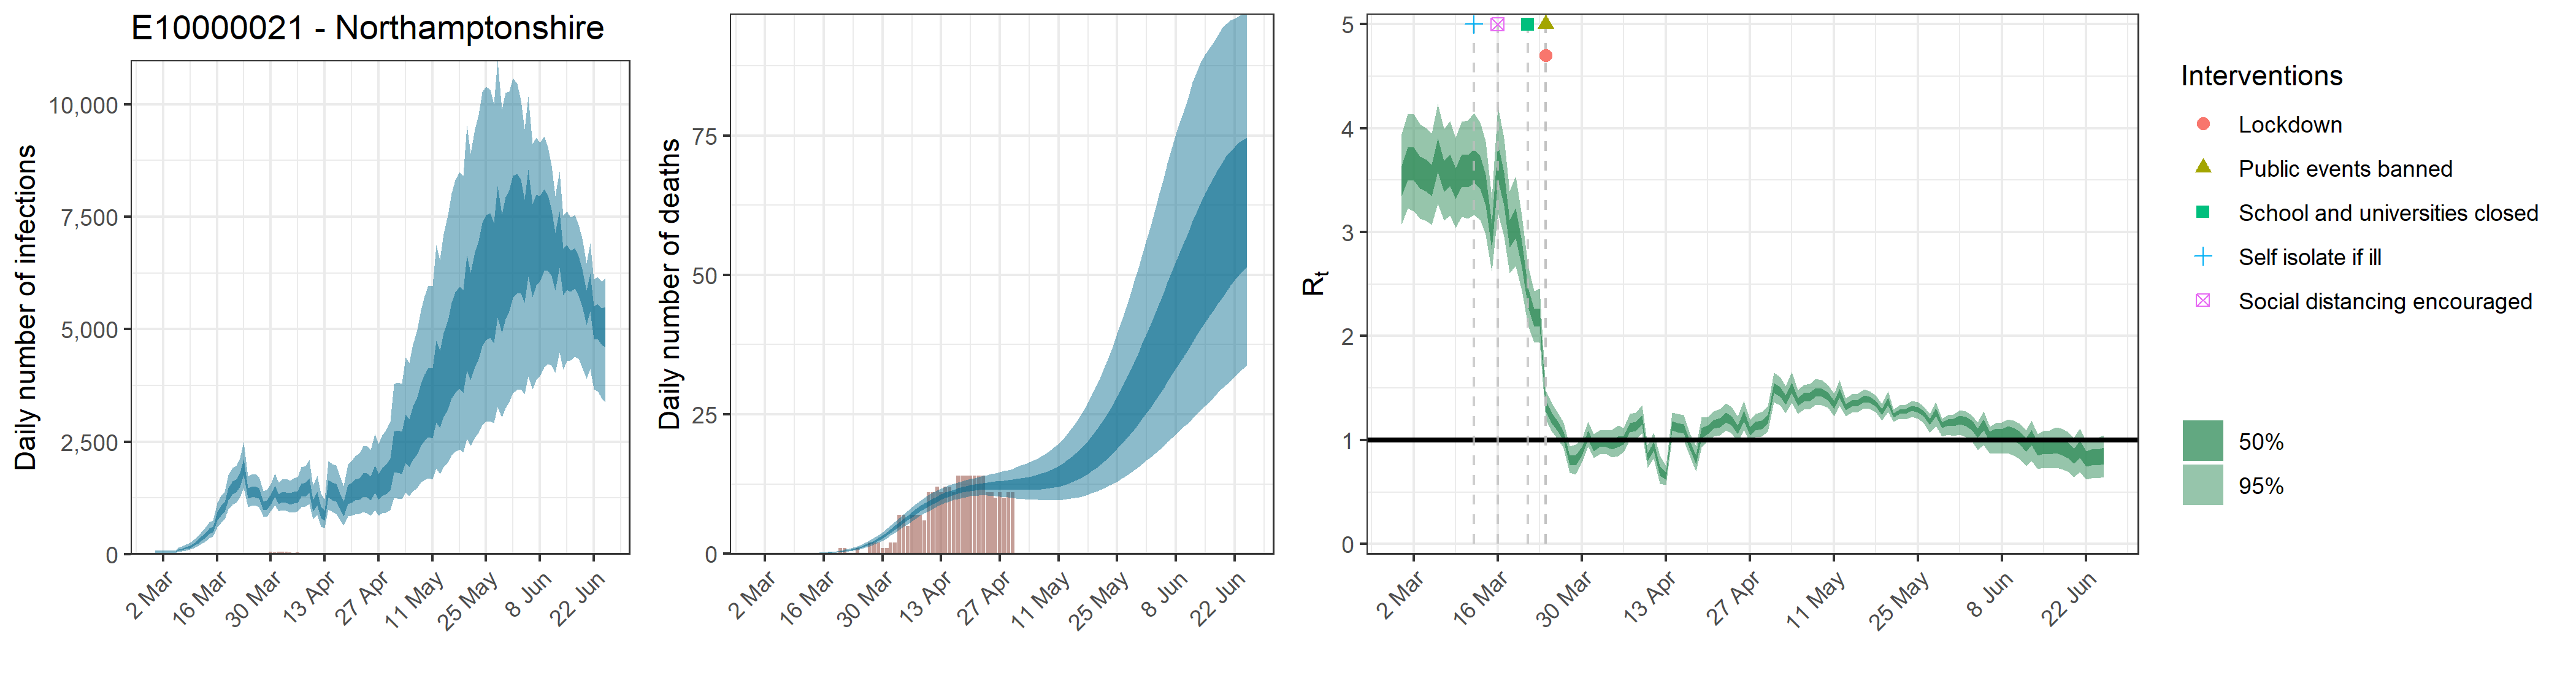 E10000021 - Northamptonshire
Daily number of infections
10,000
7,500
5,000
2,500
0
2 Mar
16 Mar
30 Mar
13 Apr
27 Apr
11 May
25 May
8 Jun
22 Jun
Daily number of deaths
75
50
25
0
2 Mar
16 Mar
30 Mar
13 Apr
27 Apr
11 May
25 May
8 Jun
22 Jun
Rt
5
4
3
2
1
0
2 Mar
16 Mar
30 Mar
13 Apr
27 Apr
11 May
25 May
8 Jun
22 Jun
Interventions
Lockdown
Public events banned
School and universities closed
Self isolate if ill
Social distancing encouraged
50%
95%